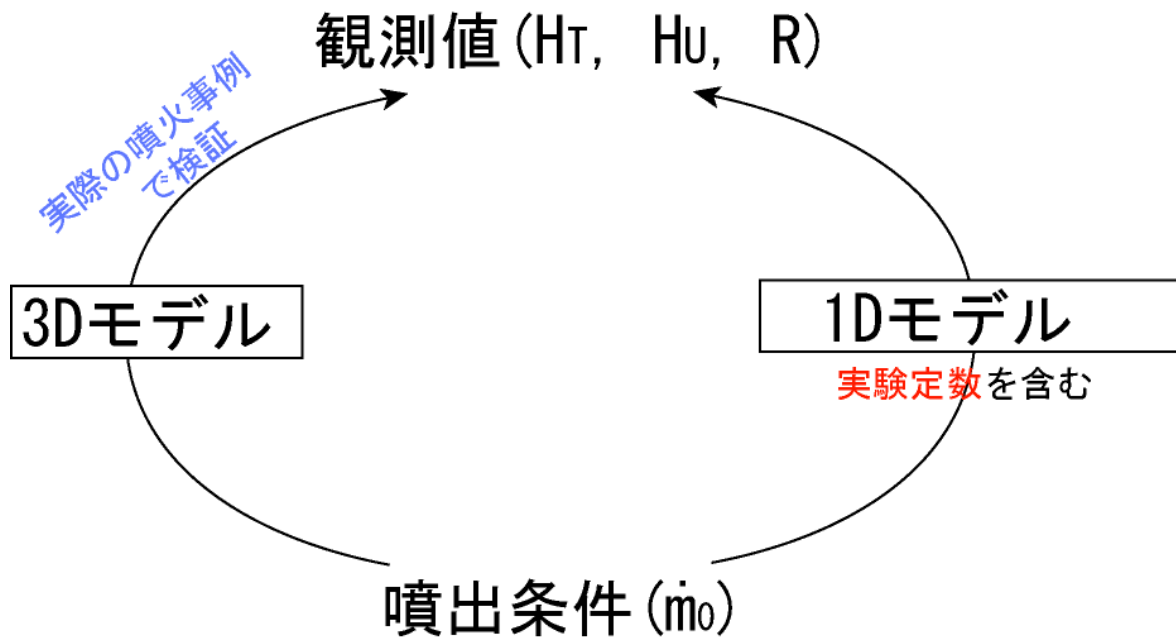 観測値(HT, HU, R)
実際の噴火事例
で検証
3Dモデル
1Dモデル
実験定数を含む
噴出条件(ṁ0)